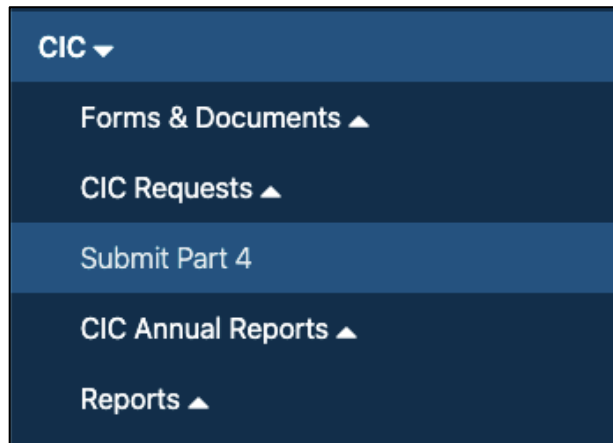 CIC
Forms & Documents
CIC Requests
Submit Part 4
CIC Annual Reports
Reports